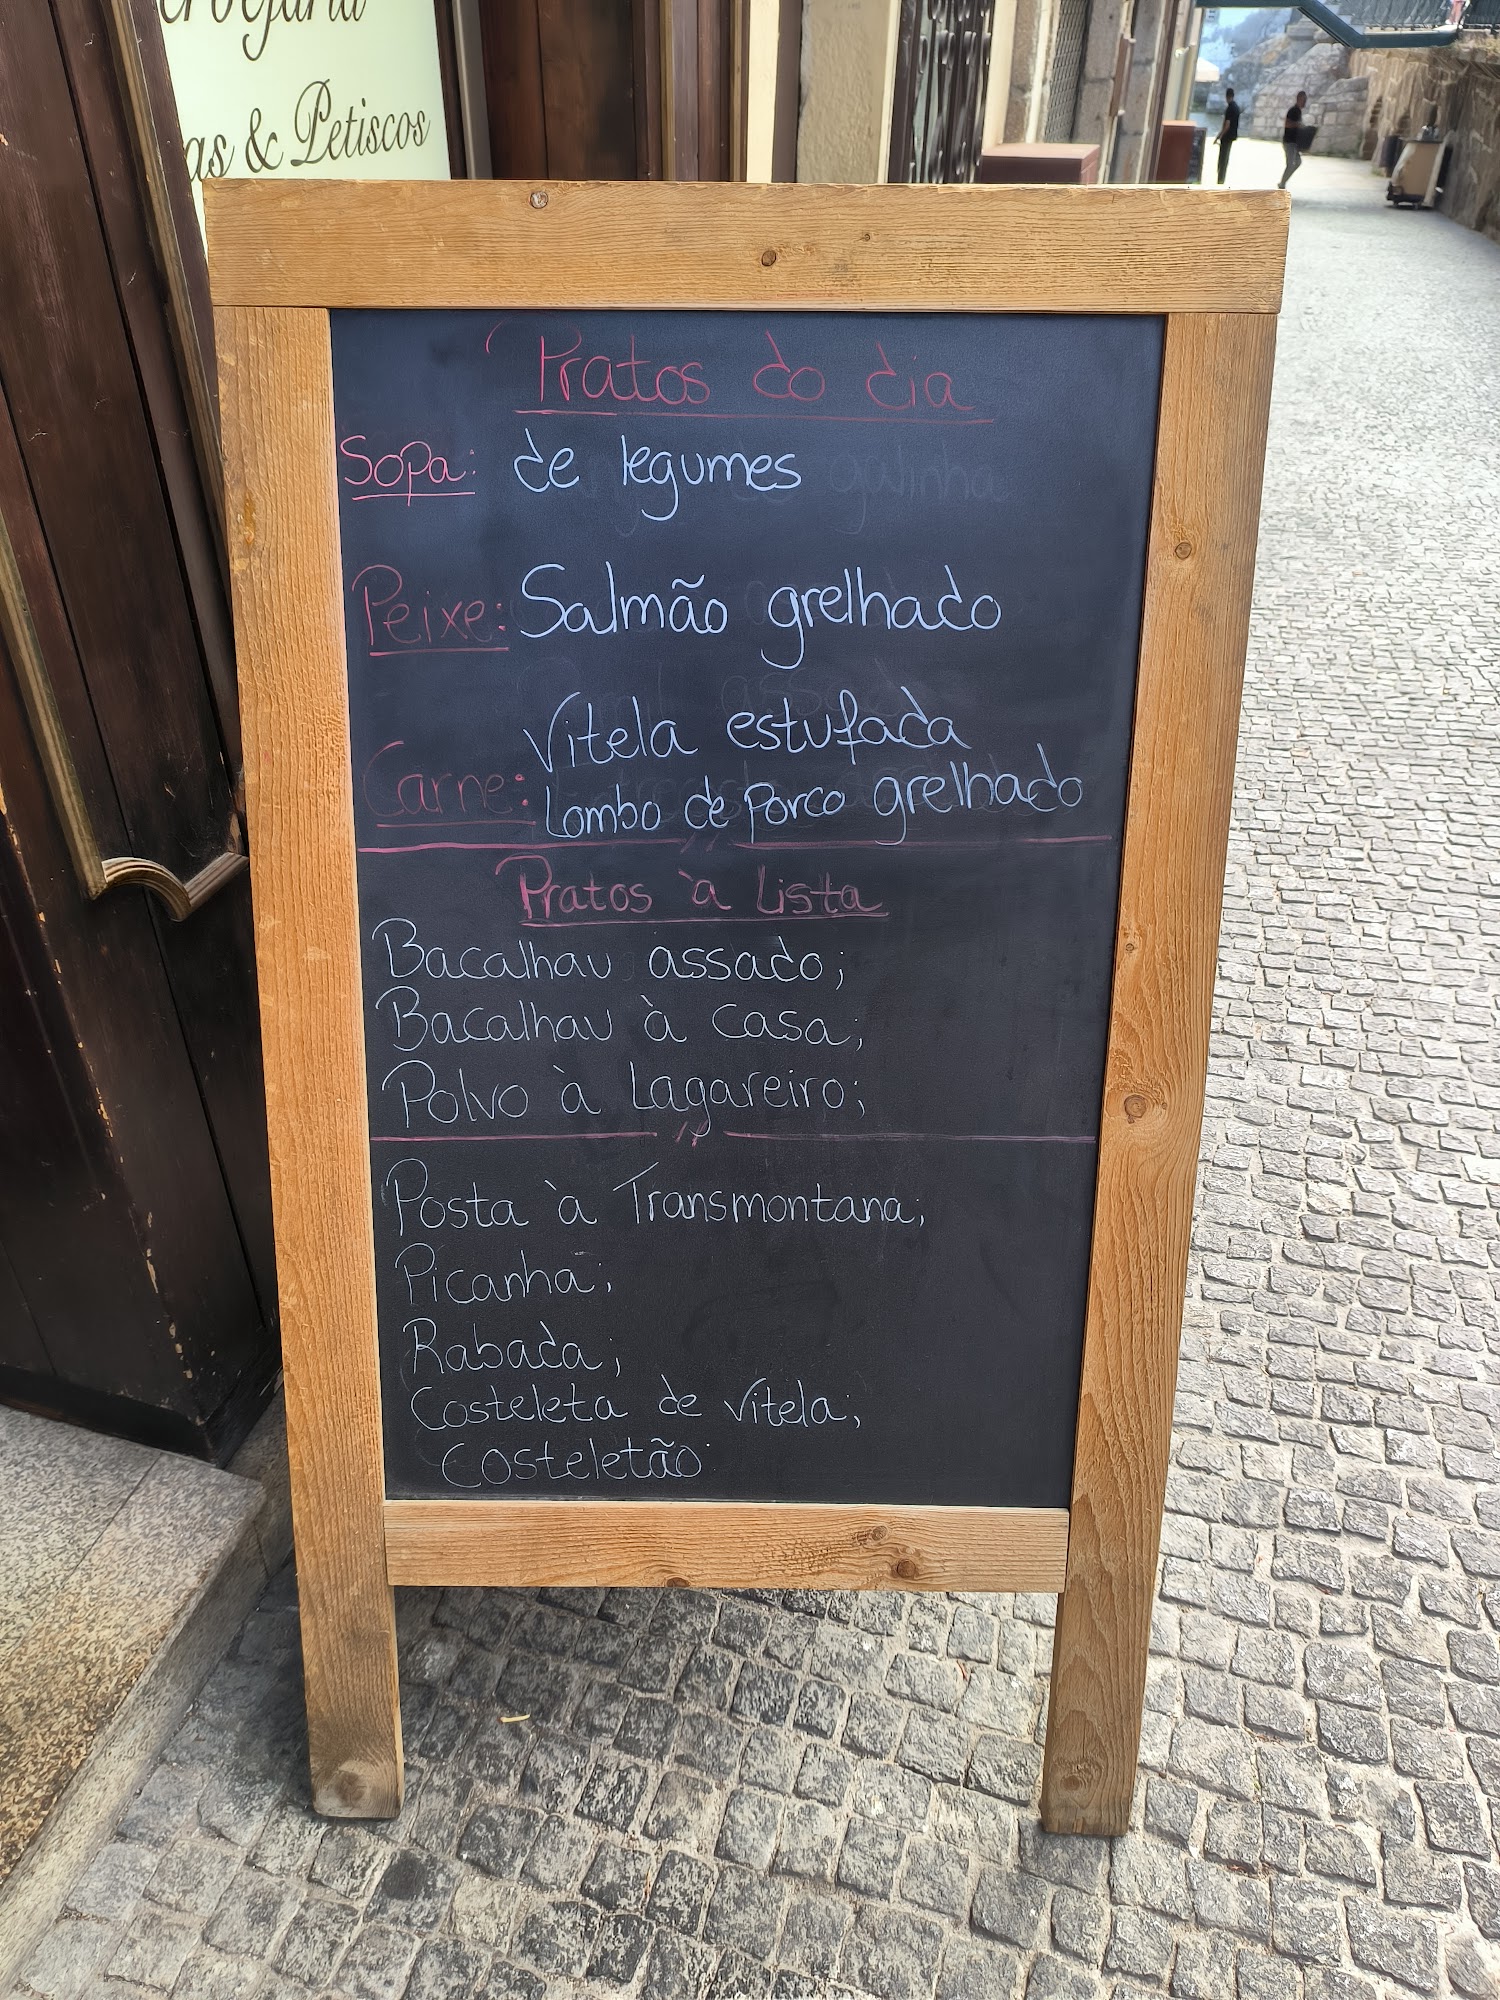 as & Petiscos
Pratos do dia
Sopa: de legumes
Peixe: Salmão grelhado
Vitela estufada
Carne: Lombo de porco grelhado
Pratos à Lista
Bacalhau assado;
Bacalhau à casa;
Polvo à Lagareiro;
Posta à Transmontana;
Picanha;
Rabada;
Costeleta de vitela;
Costeletão.